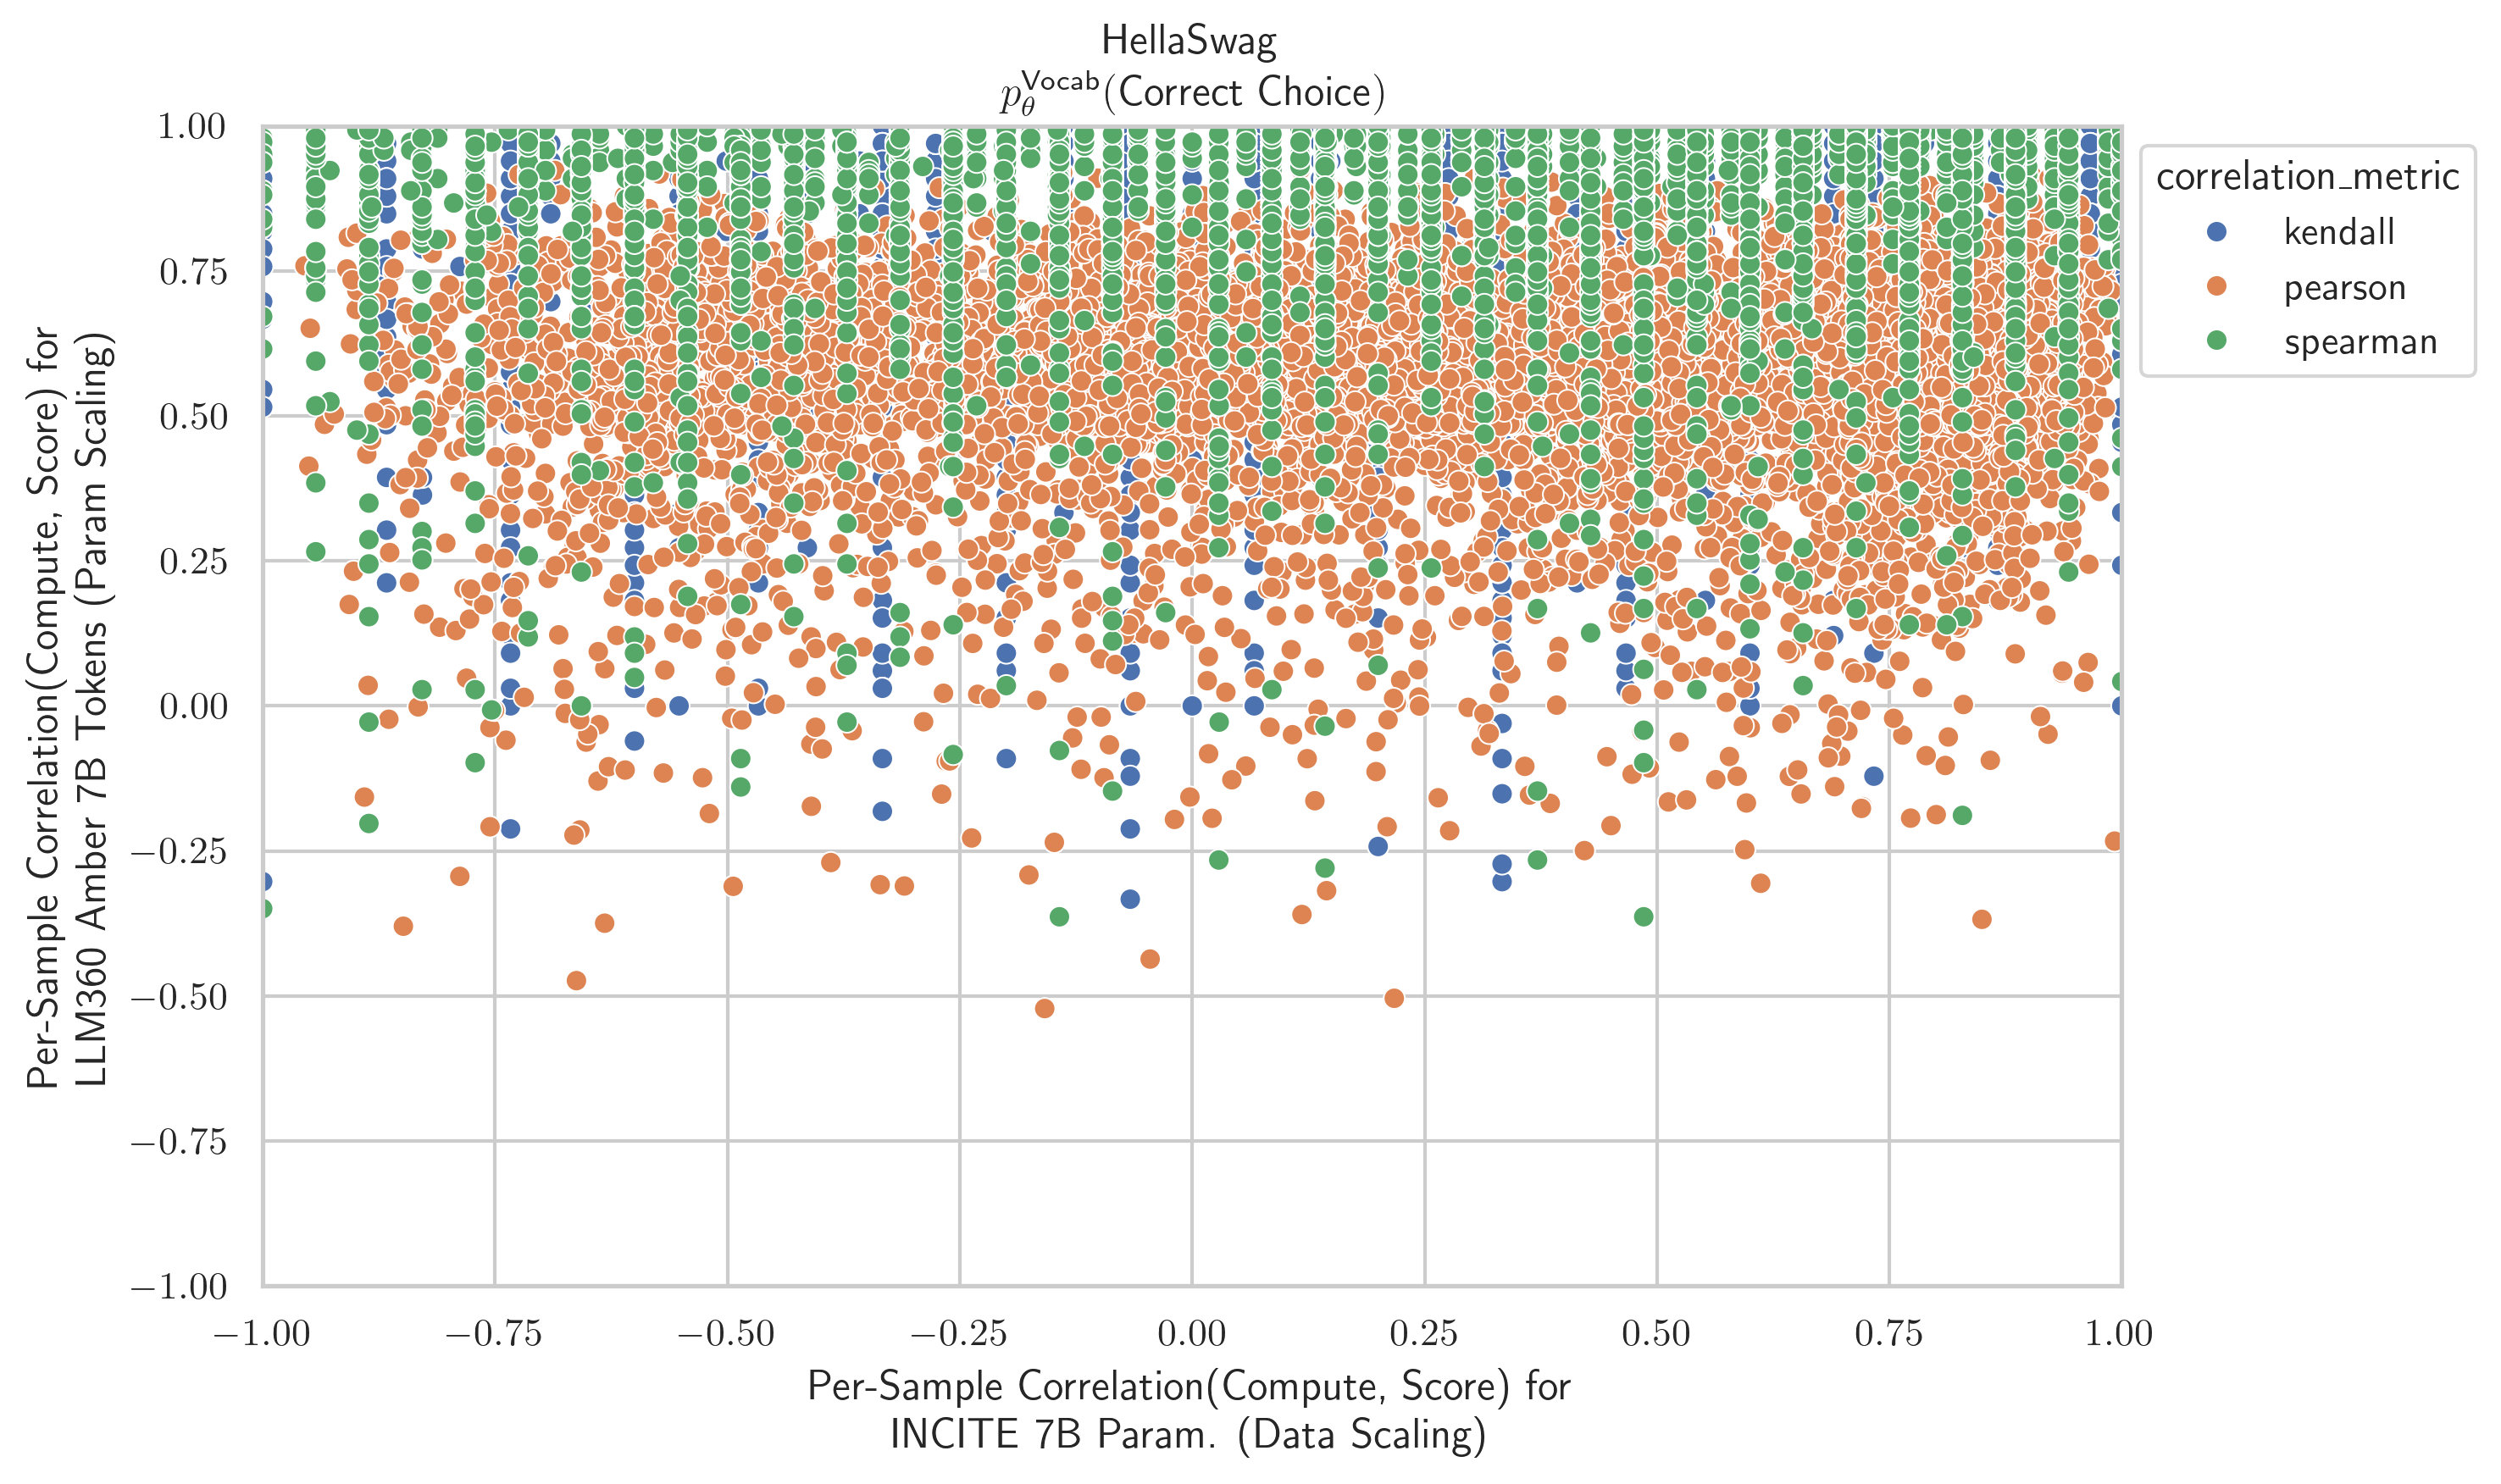 HellaSwag
p_θ^Vocab(Correct Choice)
1.00
0.75
0.50
0.25
0.00
−0.25
−0.50
−0.75
−1.00
Per-Sample Correlation(Compute, Score) for
LLM360 Amber 7B Tokens (Param Scaling)
−1.00 −0.75 −0.50 −0.25 0.00 0.25 0.50 0.75 1.00
Per-Sample Correlation(Compute, Score) for
INCITE 7B Param. (Data Scaling)
correlation_metric
kendall
pearson
spearman